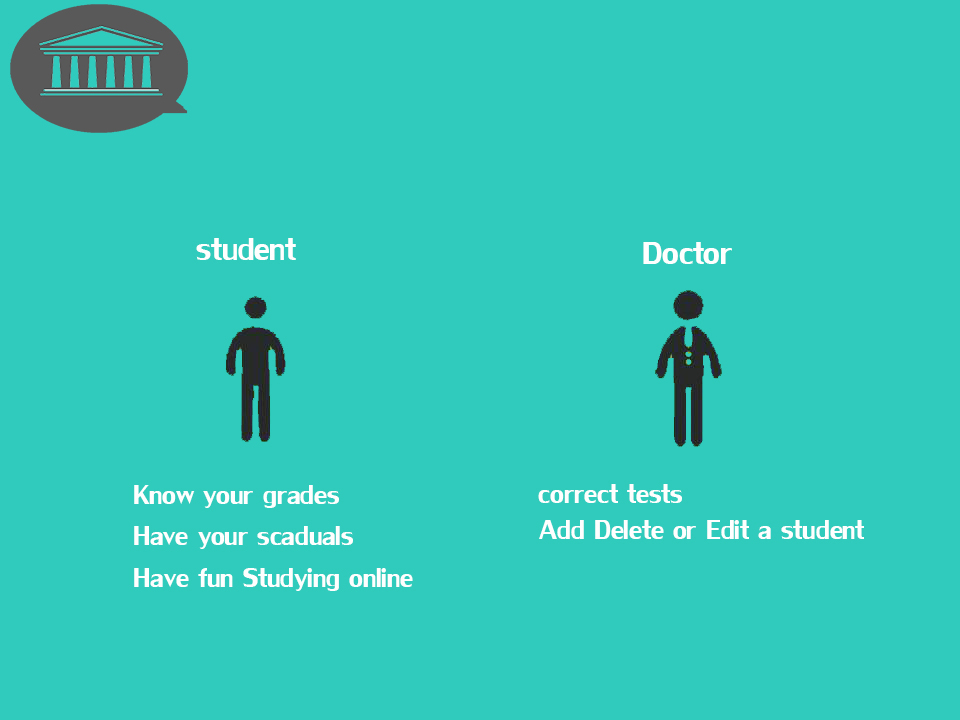 student
Know your grades
Have your scaduals
Have fun Studying online
Doctor
correct tests
Add Delete or Edit a student